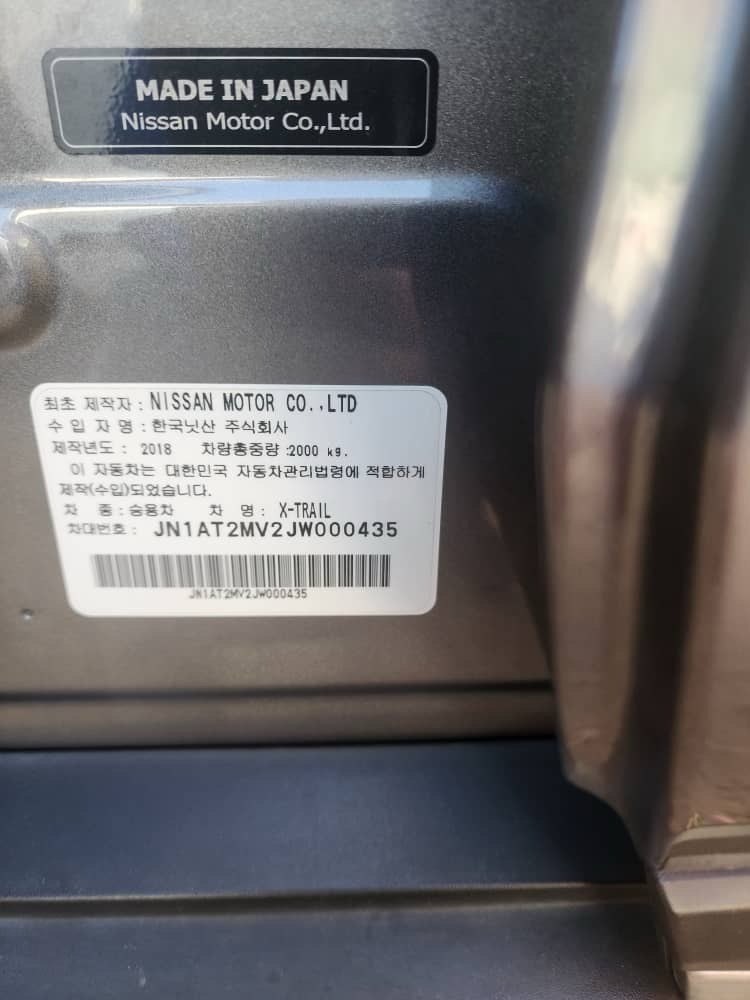 MADE IN JAPAN
Nissan Motor Co.,Ltd.
최초 제작자 : NISSAN MOTOR CO.,LTD
수 입 자 명 : 한국닛산 주식회사
제작년도 : 2018 차량총중량 :2000 kg.
이 자동차는 대한민국 자동차관리법령에 적합하게
제작(수입)되었습니다.
차 종 : 승용차 차 명 : X-TRAIL
차대번호 : JN1AT2MV2JW000435
JN1AT2MV2JW000435